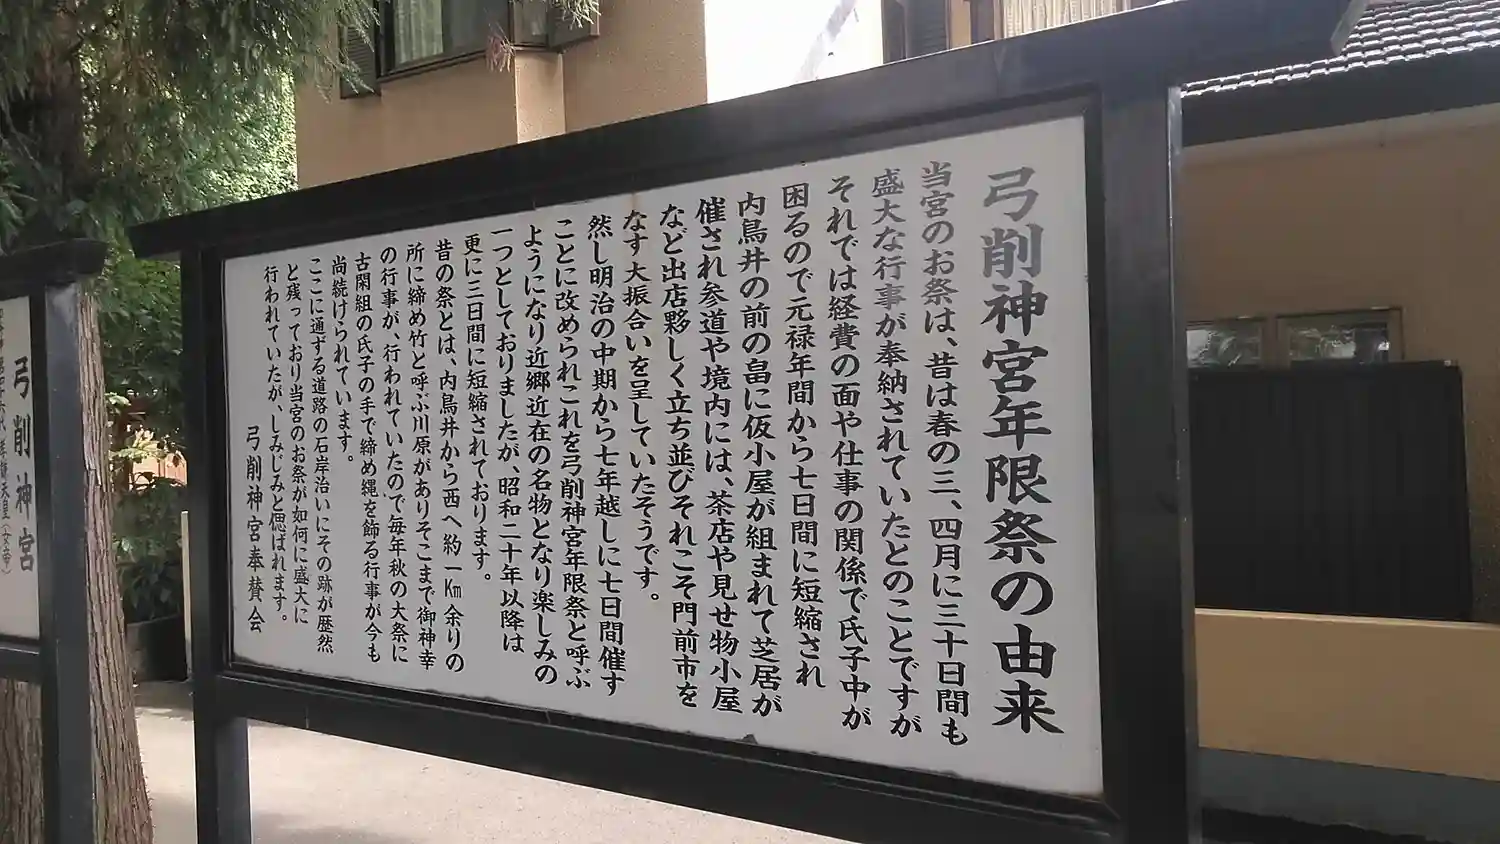 弓削神宮年限祭の由来
当宮のお祭は、昔は春の三、四月に三十日間も
盛大な行事が奉納されていたとのことですが
それでは経費の面や仕事の関係で氏子中が
困るので元禄年間から七日間に短縮され
内鳥井の前の畠に仮小屋が組まれて芝居が
催され参道や境内には、茶店や見せ物小屋
など出店夥しく立ち並びそれこそ門前市を
なす大振合いを呈していたそうです。
然し明治の中期から七年越しに七日間催す
ことに改められこれを弓削神宮年限祭と呼ぶ
ようになり近郷近在の名物となり楽しみの
一つとしておりましたが、昭和二十年以降は
更に三日間に短縮されております。
昔の祭とは、内鳥井から西へ約一Km余りの
所に締め竹と呼ぶ川原がありそこまで御神幸
の行事が、行われていたので毎年秋の大祭に
古閑組の氏子の手で締め縄を飾る行事が今も
尚続けられています。
ここに通ずる道路の石岸沿いにその跡が歴然
と残っており当宮のお祭が如何に盛大に
行われていたが、しみじみと偲ばれます。
弓削神宮奉賛会
弓削神宮
天皇(女帝)